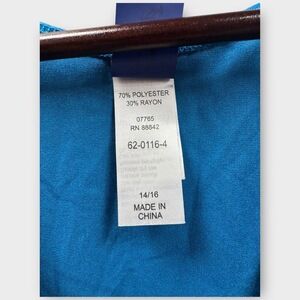 70% POLYESTER
30% RAYON
07765
RN 88842
62-0116-4
14/16
MADE IN
CHINA